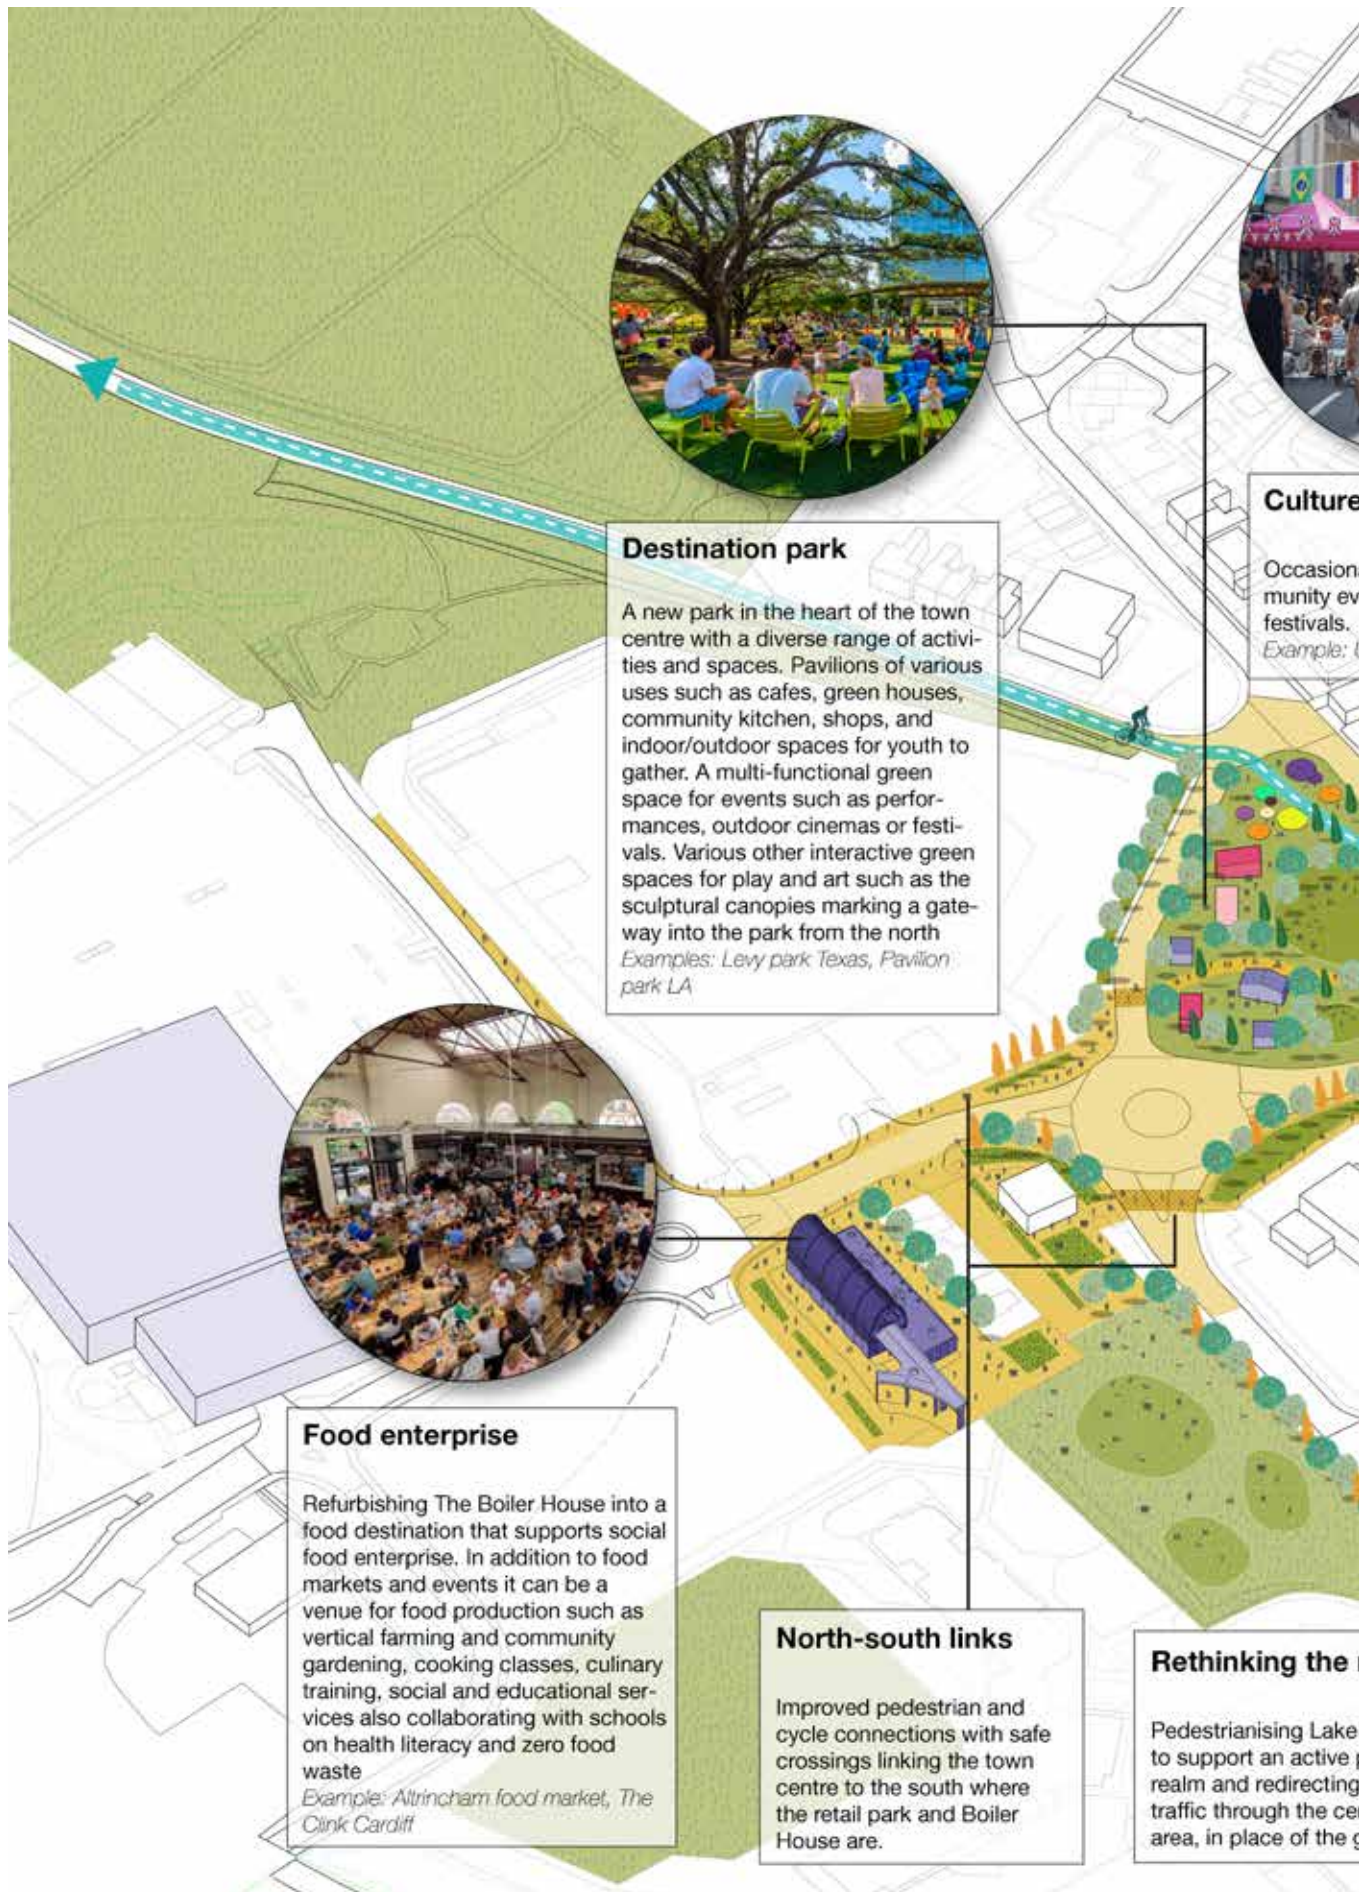 Destination park
A new park in the heart of the town
centre with a diverse range of activi-
ties and spaces. Pavilions of various
uses such as cafes, green houses,
community kitchen, shops, and
indoor/outdoor spaces for youth to
gather. A multi-functional green
space for events such as perfor-
mances, outdoor cinemas or festi-
vals. Various other interactive green
spaces for play and art such as the
sculptural canopies marking a gate-
way into the park from the north
Examples: Levy park Texas, Pavilion
park LA
Culture
Occasiona
munity ev
festivals.
Example:
Food enterprise
Refurbishing The Boiler House into a
food destination that supports social
food enterprise. In addition to food
markets and events it can be a
venue for food production such as
vertical farming and community
gardening, cooking classes, culinary
training, social and educational ser-
vices also collaborating with schools
on health literacy and zero food
waste
Example: Altrincham food market, The
Clink Cardiff
North-south links
Improved pedestrian and
cycle connections with safe
crossings linking the town
centre to the south where
the retail park and Boiler
House are.
Rethinking the
Pedestrianising Lake
to support an active p
realm and redirecting
traffic through the cen
area, in place of the g